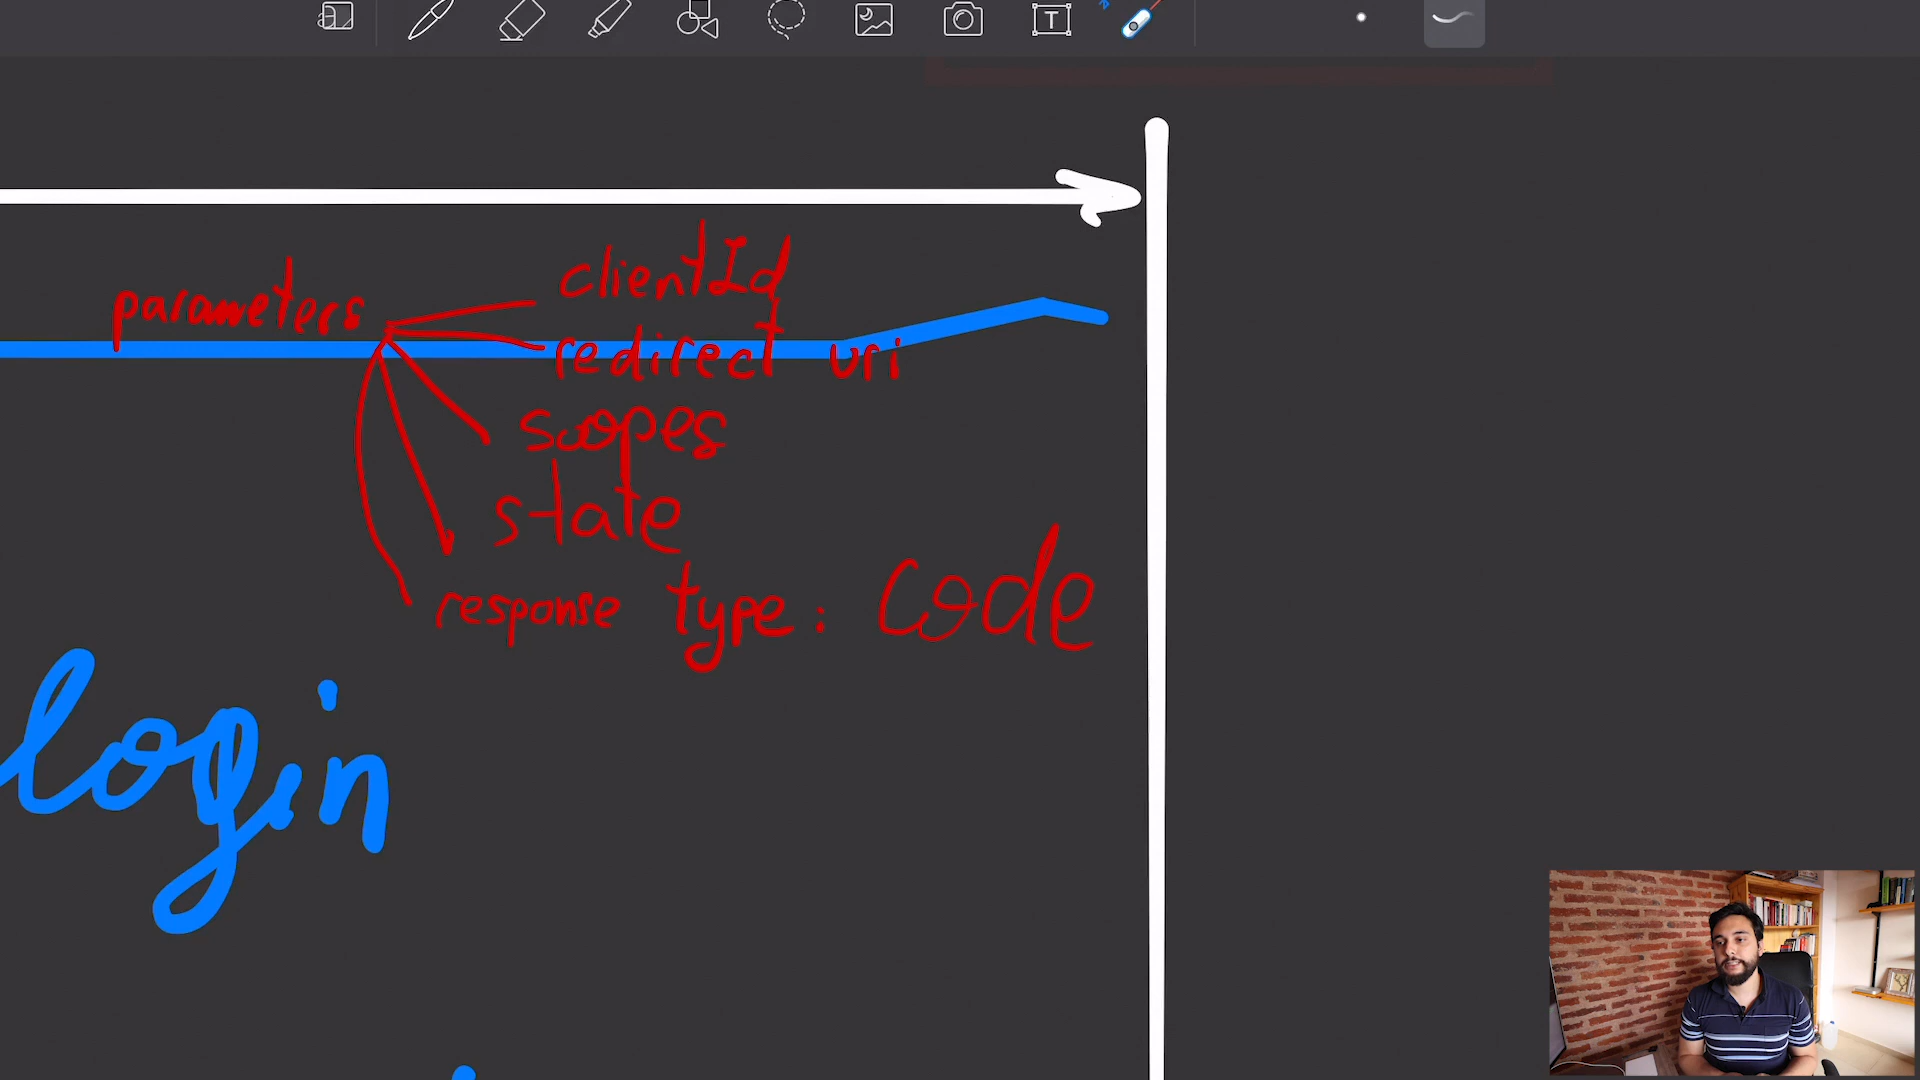 T
clientId
parameters
redirect uri
scopes
state
response type: code
login